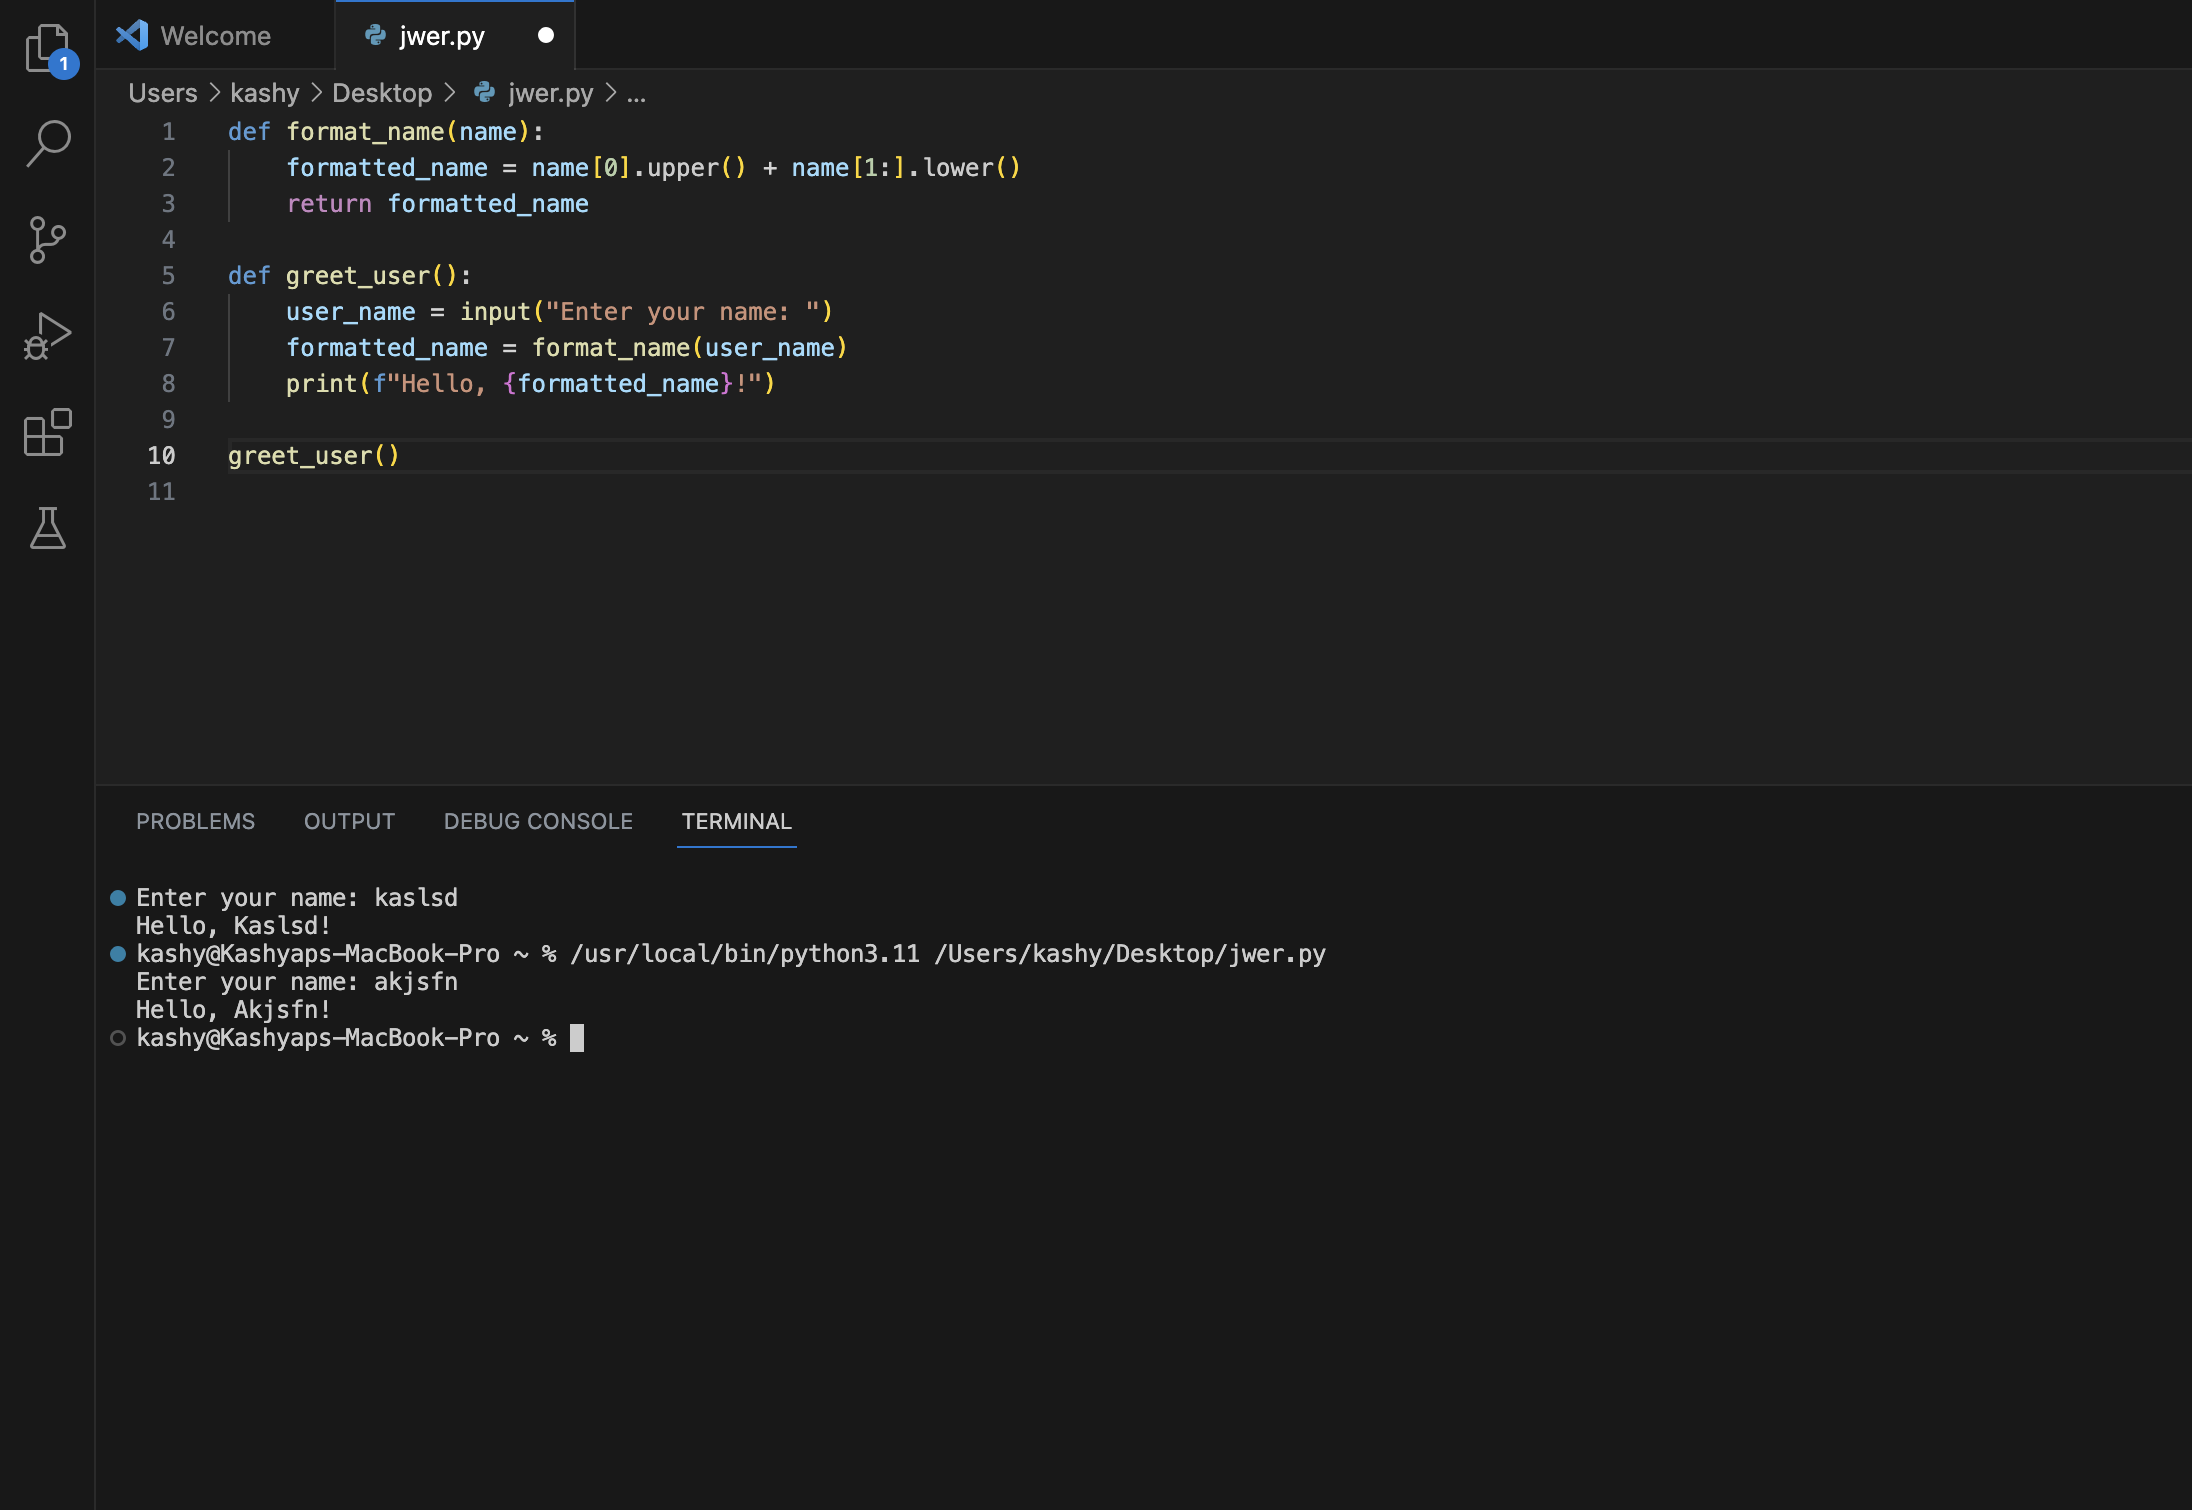 1
Welcome
jwer.py
Users > kashy > Desktop > jwer.py > ...
1 def format_name(name):
2     formatted_name = name[0].upper() + name[1:].lower()
3     return formatted_name
4
5 def greet_user():
6     user_name = input("Enter your name: ")
7     formatted_name = format_name(user_name)
8     print(f"Hello, {formatted_name}!")
9
10 greet_user()
11
PROBLEMS OUTPUT DEBUG CONSOLE TERMINAL
Enter your name: kaslsd
Hello, Kaslsd!
kashy@Kashyaps-MacBook-Pro ~ % /usr/local/bin/python3.11 /Users/kashy/Desktop/jwer.py
Enter your name: akjsfn
Hello, Akjsfn!
kashy@Kashyaps-MacBook-Pro ~ %